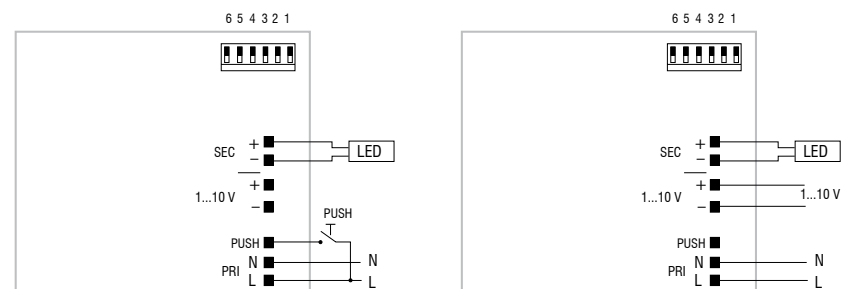 6 5 4 3 2 1
SEC + LED
−
1...10 V +
−
PUSH
PUSH
PRI N N
L L
6 5 4 3 2 1
SEC + LED
−
1...10 V + 1...10 V
−
PUSH
PRI N N
L L